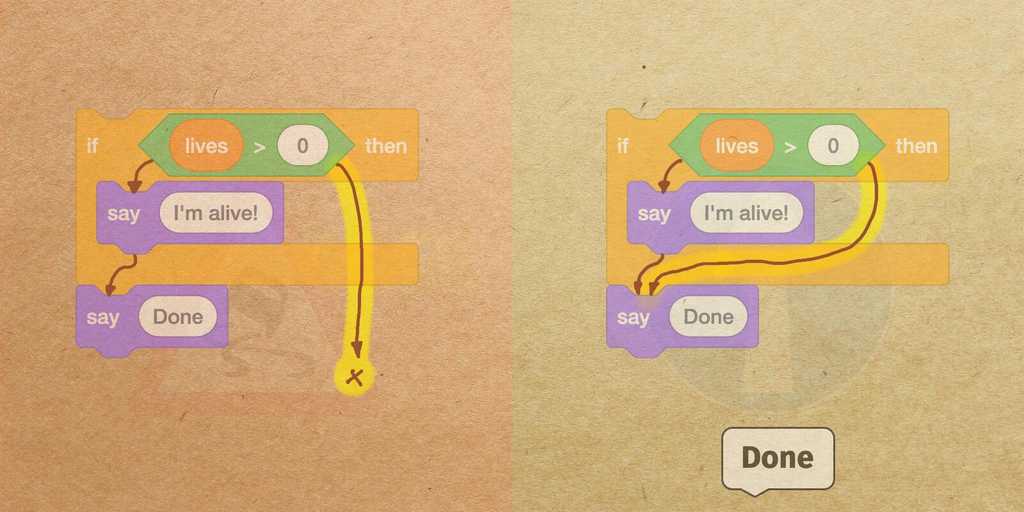 if lives > 0 then
say I'm alive!
say Done
if lives > 0 then
say I'm alive!
say Done
Done